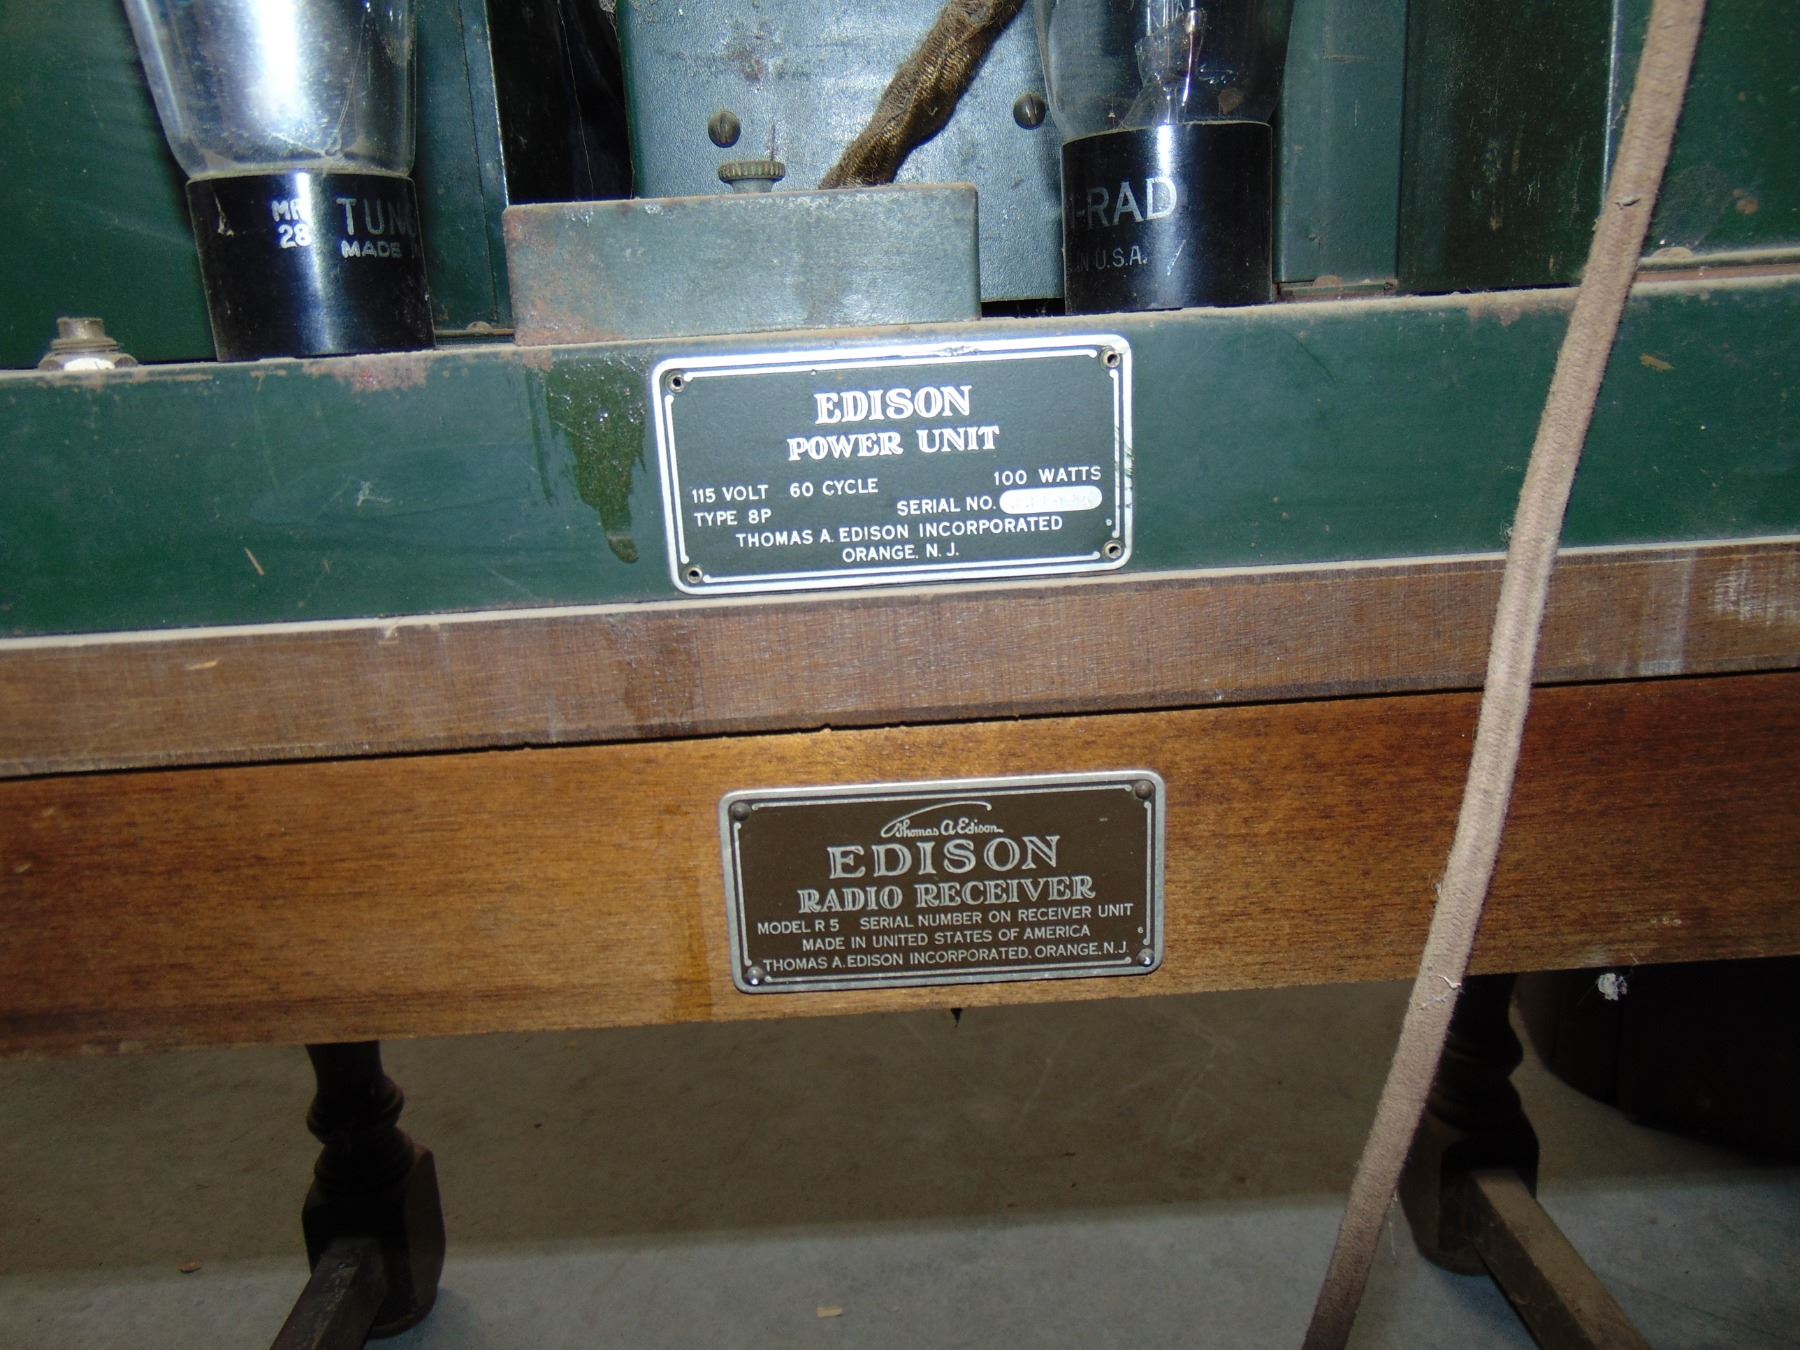 TUNG
MADE
28
-RAD
IN U.S.A.
EDISON
POWER UNIT
115 VOLT 60 CYCLE 100 WATTS
TYPE 8P SERIAL NO.
THOMAS A. EDISON INCORPORATED
ORANGE, N. J.
Thomas A Edison
EDISON
RADIO RECEIVER
MODEL R 5 SERIAL NUMBER ON RECEIVER UNIT
MADE IN UNITED STATES OF AMERICA
THOMAS A. EDISON INCORPORATED, ORANGE, N.J.